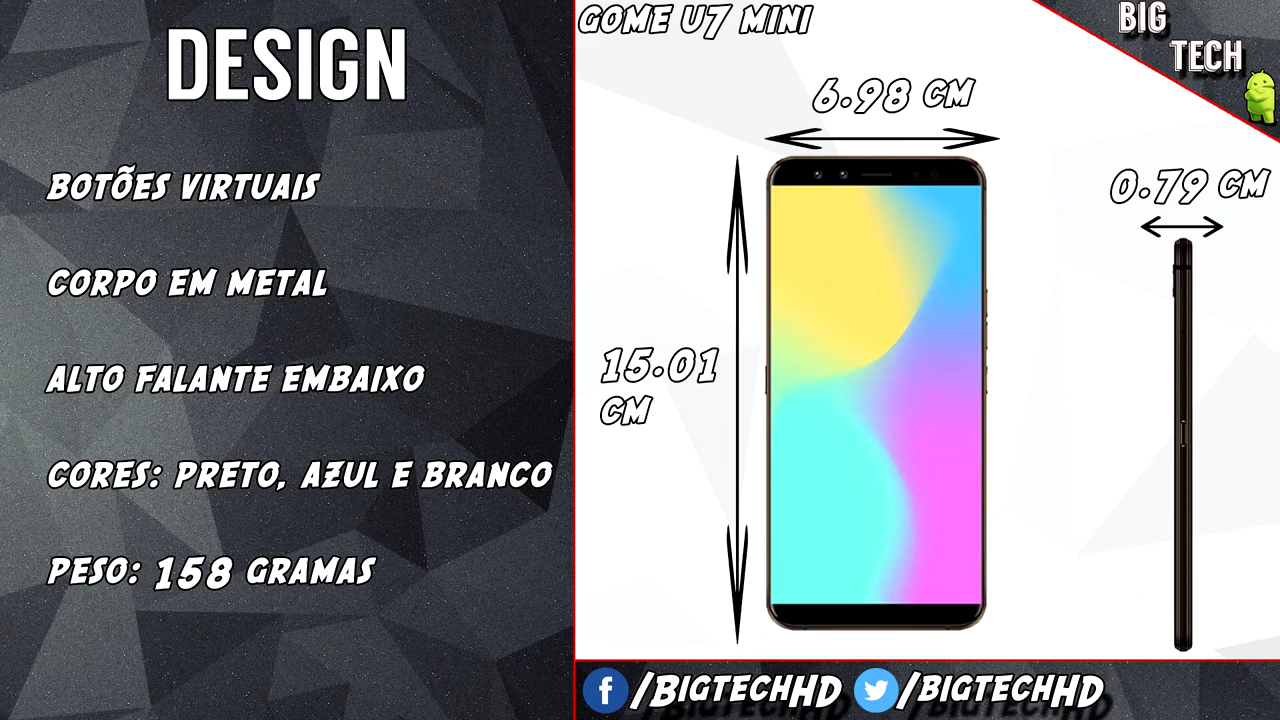 DESIGN
BOTÕES VIRTUAIS
CORPO EM METAL
ALTO FALANTE EMBAIXO
CORES: PRETO, AZUL E BRANCO
PESO: 158 GRAMAS
GOME U7 MINI
BIG
TECH
6.98 CM
0.79 CM
15.01
CM
f /BIGTECHHD /BIGTECHHD